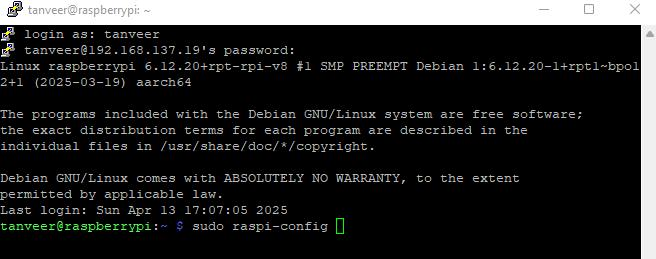 tanveer@raspberrypi: ~
login as: tanveer
tanveer@192.168.137.19's password:
Linux raspberrypi 6.12.20+rpt-rpi-v8 #1 SMP PREEMPT Debian 1:6.12.20-1+rpt1~bpo1
2+1 (2025-03-19) aarch64
The programs included with the Debian GNU/Linux system are free software;
the exact distribution terms for each program are described in the
individual files in /usr/share/doc/*/copyright.
Debian GNU/Linux comes with ABSOLUTELY NO WARRANTY, to the extent
permitted by applicable law.
Last login: Sun Apr 13 17:07:05 2025
tanveer@raspberrypi:~ $ sudo raspi-config